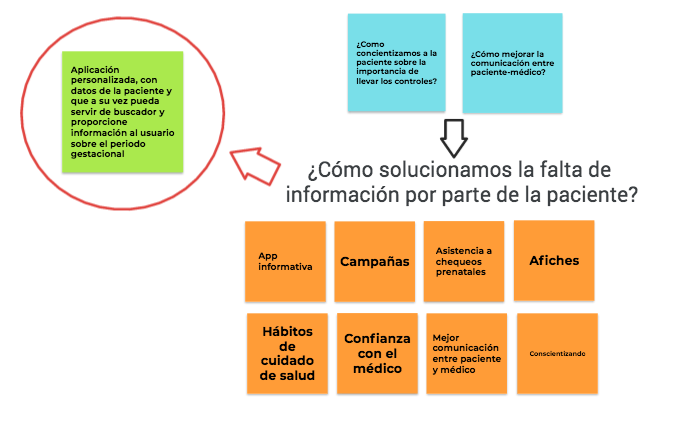 Aplicación
personalizada, con
datos de la paciente y
que a su vez pueda
servir de buscador y
proporcione
información al usuario
sobre el periodo
gestacional
¿Como
concientizamos a la
paciente sobre la
importancia de
llevar los controles?
¿Cómo mejorar la
comunicación entre
paciente-médico?
¿Cómo solucionamos la falta de
información por parte de la paciente?
App
informativa
Campañas
Asistencia a
chequeos
prenatales
Afiches
Hábitos
de
cuidado
de salud
Confianza
con el
médico
Mejor
comunicación
entre paciente
y médico
Conscientizando